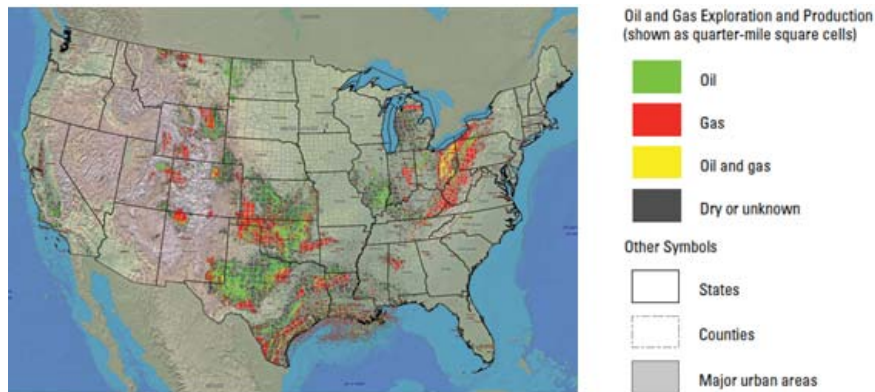 Oil and Gas Exploration and Production
(shown as quarter-mile square cells)
Oil
Gas
Oil and gas
Dry or unknown
Other Symbols
States
Counties
Major urban areas